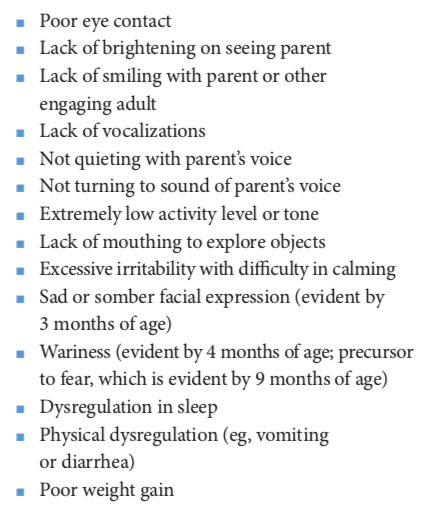 ▪ Poor eye contact
▪ Lack of brightening on seeing parent
▪ Lack of smiling with parent or other
engaging adult
▪ Lack of vocalizations
▪ Not quieting with parent’s voice
▪ Not turning to sound of parent’s voice
▪ Extremely low activity level or tone
▪ Lack of mouthing to explore objects
▪ Excessive irritability with difficulty in calming
▪ Sad or somber facial expression (evident by
3 months of age)
▪ Wariness (evident by 4 months of age; precursor
to fear, which is evident by 9 months of age)
▪ Dysregulation in sleep
▪ Physical dysregulation (eg, vomiting
or diarrhea)
▪ Poor weight gain